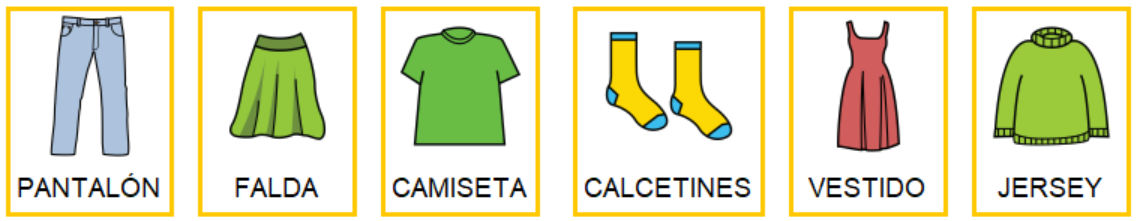 PANTALÓN
FALDA
CAMISETA
CALCETINES
VESTIDO
JERSEY